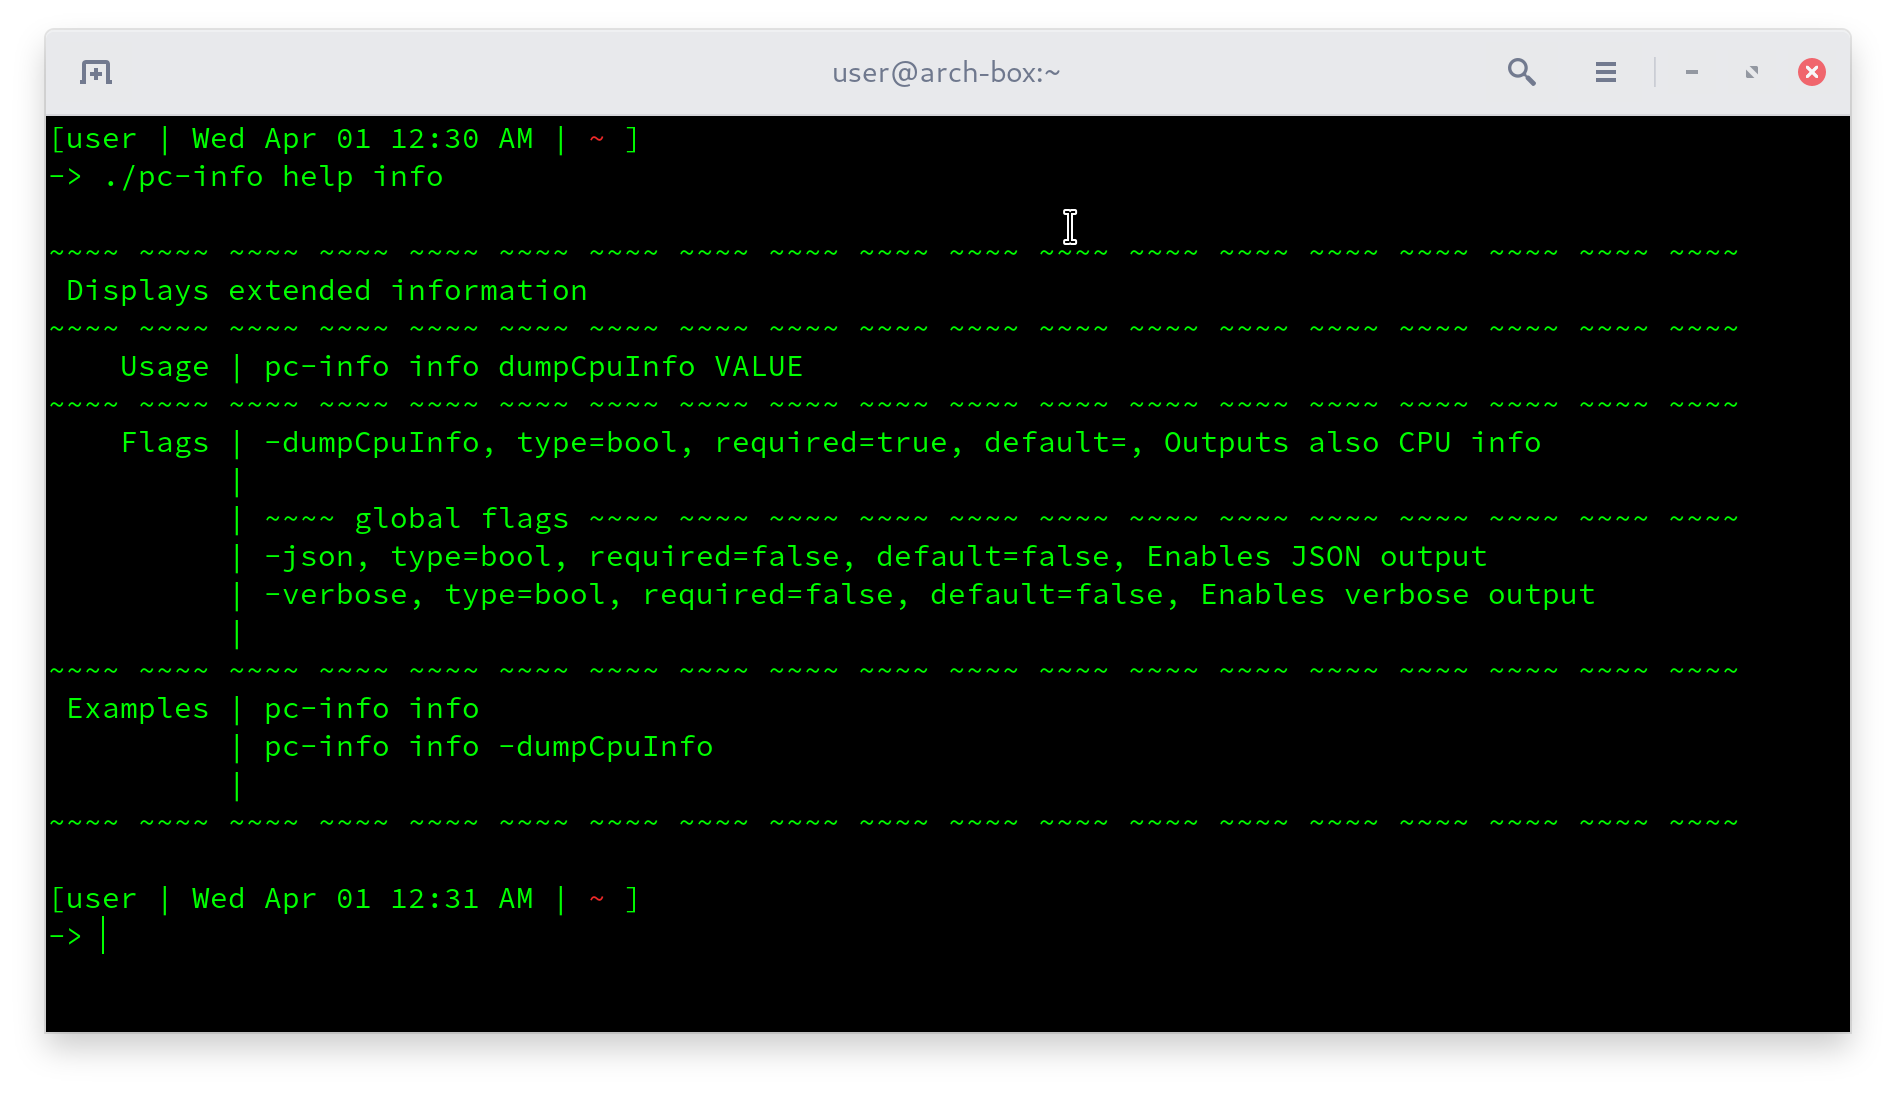 user@arch-box:~
[user | Wed Apr 01 12:30 AM | ~ ]
-> ./pc-info help info
~~~~ ~~~~ ~~~~ ~~~~ ~~~~ ~~~~ ~~~~ ~~~~ ~~~~ ~~~~ ~~~~ ~~~~ ~~~~ ~~~~ ~~~~ ~~~~ ~~~~ ~~~~ ~~~~
 Displays extended information
~~~~ ~~~~ ~~~~ ~~~~ ~~~~ ~~~~ ~~~~ ~~~~ ~~~~ ~~~~ ~~~~ ~~~~ ~~~~ ~~~~ ~~~~ ~~~~ ~~~~ ~~~~ ~~~~
    Usage | pc-info info dumpCpuInfo VALUE
~~~~ ~~~~ ~~~~ ~~~~ ~~~~ ~~~~ ~~~~ ~~~~ ~~~~ ~~~~ ~~~~ ~~~~ ~~~~ ~~~~ ~~~~ ~~~~ ~~~~ ~~~~ ~~~~
    Flags | -dumpCpuInfo, type=bool, required=true, default=, Outputs also CPU info
          |
          | ~~~~ global flags ~~~~ ~~~~ ~~~~ ~~~~ ~~~~ ~~~~ ~~~~ ~~~~ ~~~~ ~~~~ ~~~~ ~~~~ ~~~~
          | -json, type=bool, required=false, default=false, Enables JSON output
          | -verbose, type=bool, required=false, default=false, Enables verbose output
          |
~~~~ ~~~~ ~~~~ ~~~~ ~~~~ ~~~~ ~~~~ ~~~~ ~~~~ ~~~~ ~~~~ ~~~~ ~~~~ ~~~~ ~~~~ ~~~~ ~~~~ ~~~~ ~~~~
 Examples | pc-info info
          | pc-info info -dumpCpuInfo
          |
~~~~ ~~~~ ~~~~ ~~~~ ~~~~ ~~~~ ~~~~ ~~~~ ~~~~ ~~~~ ~~~~ ~~~~ ~~~~ ~~~~ ~~~~ ~~~~ ~~~~ ~~~~ ~~~~
[user | Wed Apr 01 12:31 AM | ~ ]
->